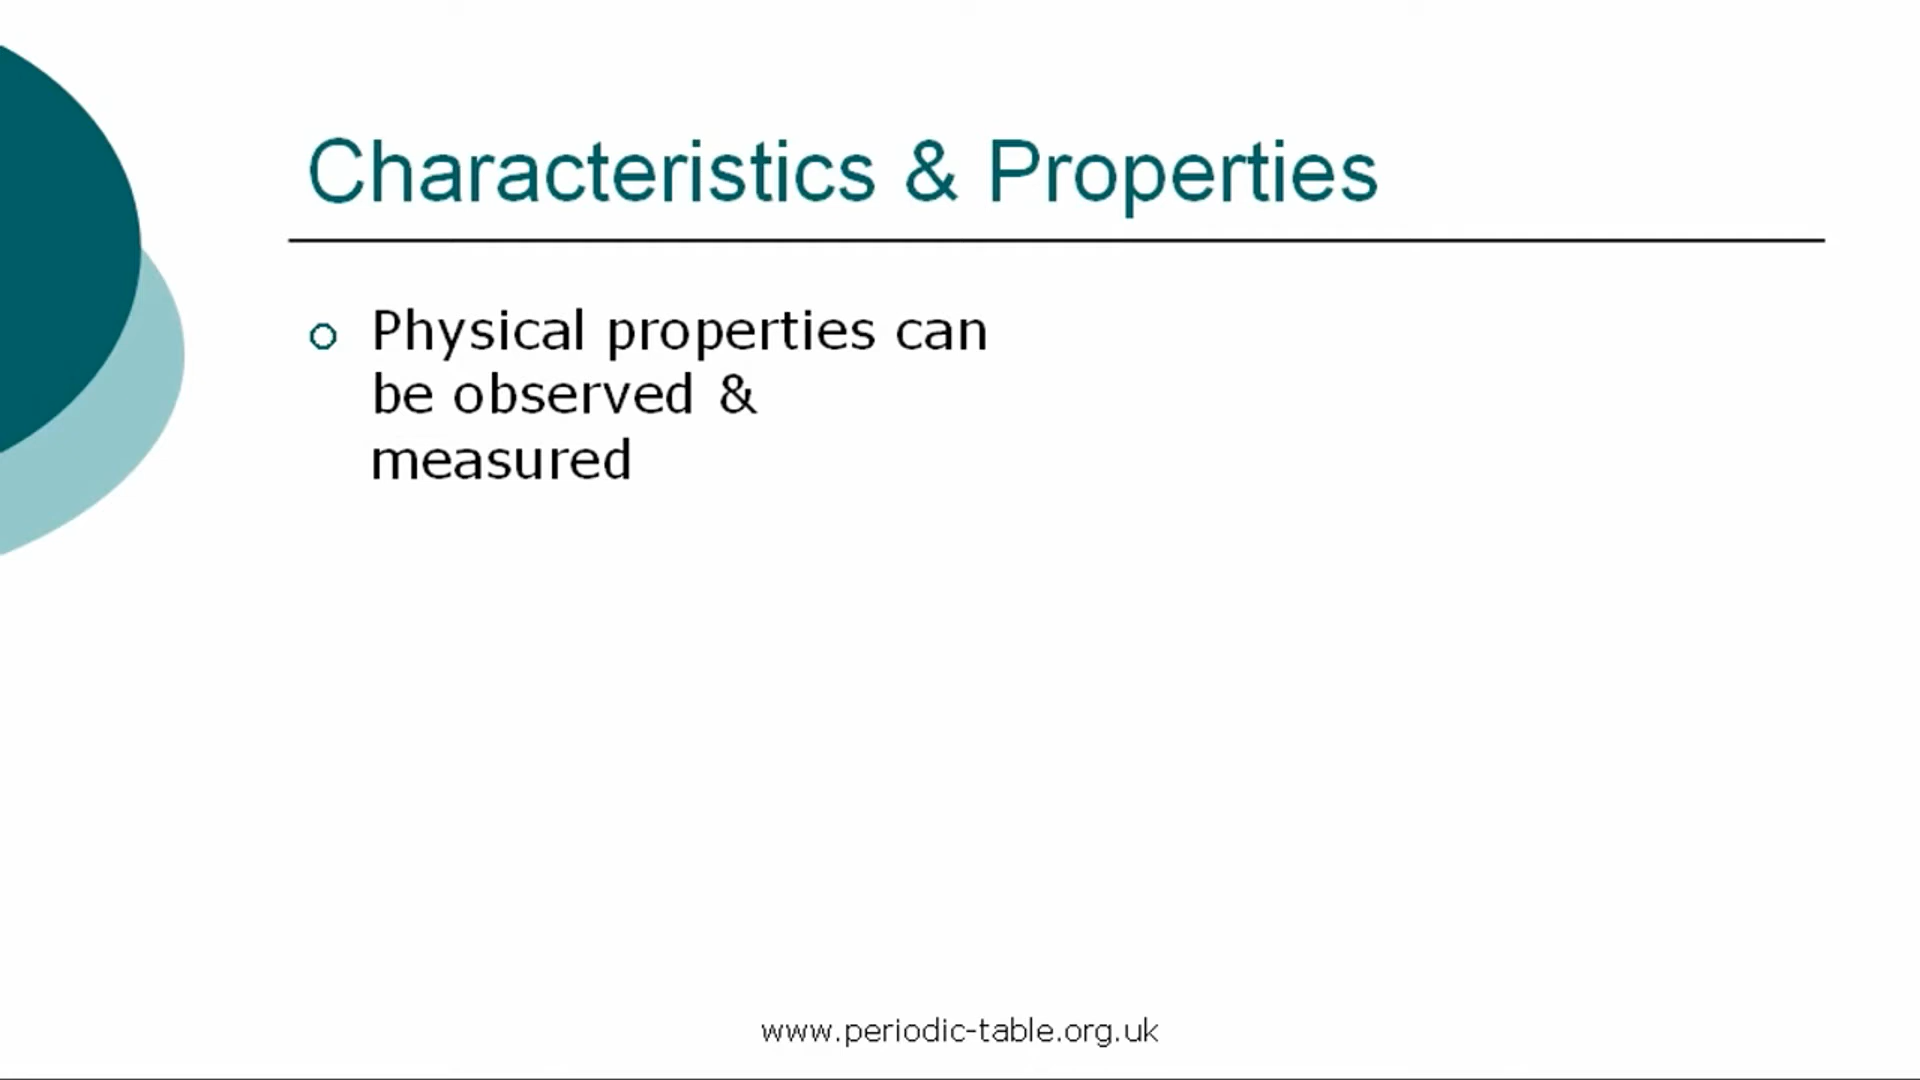 Characteristics & Properties
Physical properties can
be observed &
measured
www.periodic-table.org.uk